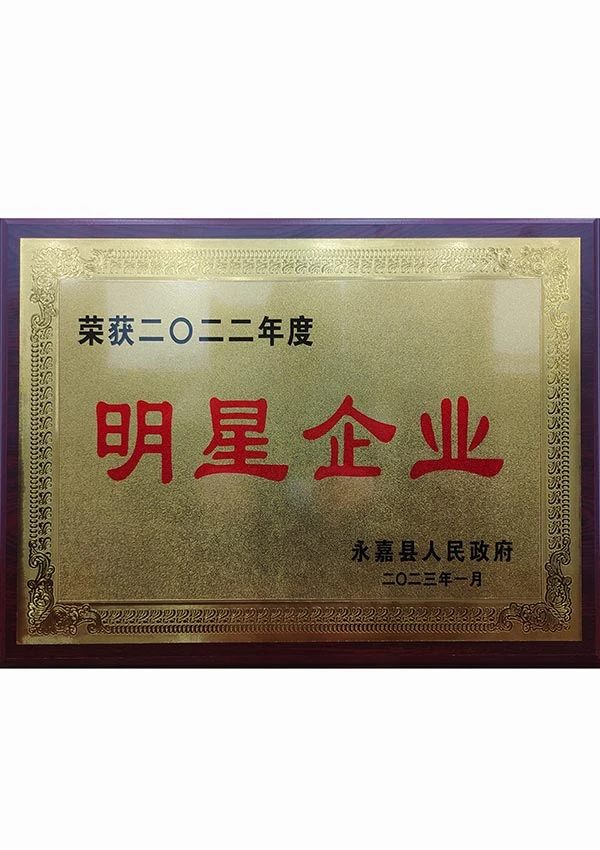 荣获二〇二二年度
明星企业
永嘉县人民政府
二〇二三年一月